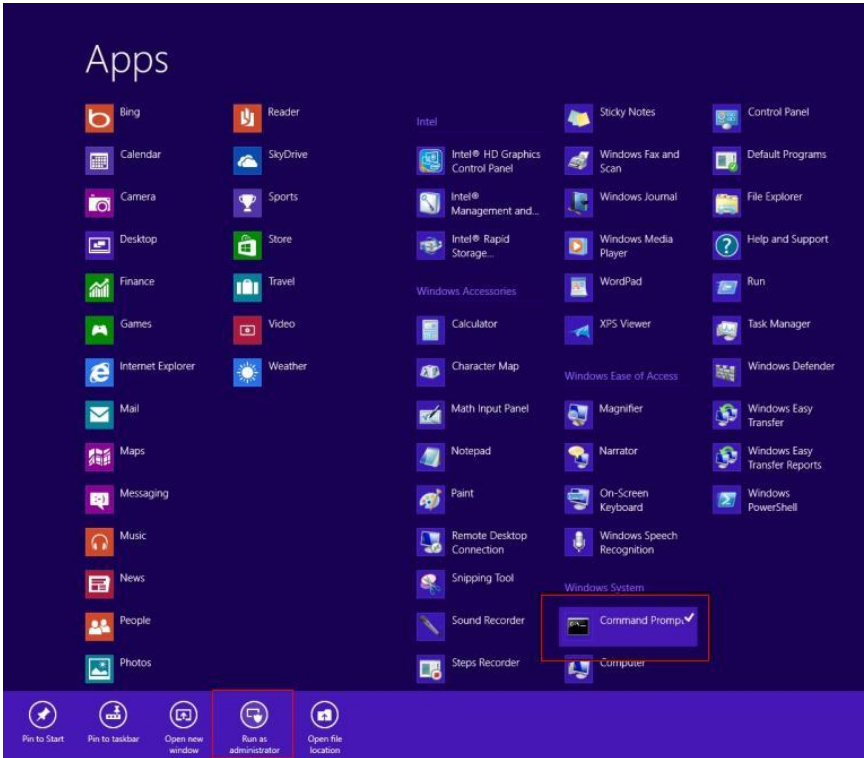 Apps
Bing
Calendar
Camera
Desktop
Finance
Games
Internet Explorer
Mail
Maps
Messaging
Music
News
People
Photos
Reader
SkyDrive
Sports
Store
Travel
Video
Weather
Intel
Intel® HD Graphics
Control Panel
Intel®
Management and...
Intel® Rapid
Storage...
Windows Accessories
Calculator
Character Map
Math Input Panel
Notepad
Paint
Remote Desktop
Connection
Snipping Tool
Sound Recorder
Steps Recorder
Sticky Notes
Windows Fax and
Scan
Windows Journal
Windows Media
Player
WordPad
XPS Viewer
Windows Ease of Access
Magnifier
Narrator
On-Screen
Keyboard
Windows Speech
Recognition
Windows System
Command Prompt
Computer
Control Panel
Default Programs
File Explorer
Help and Support
Run
Task Manager
Windows Defender
Windows Easy
Transfer
Windows Easy
Transfer Reports
Windows
PowerShell
Pin to Start
Pin to taskbar
Open new
window
Run as
administrator
Open file
location